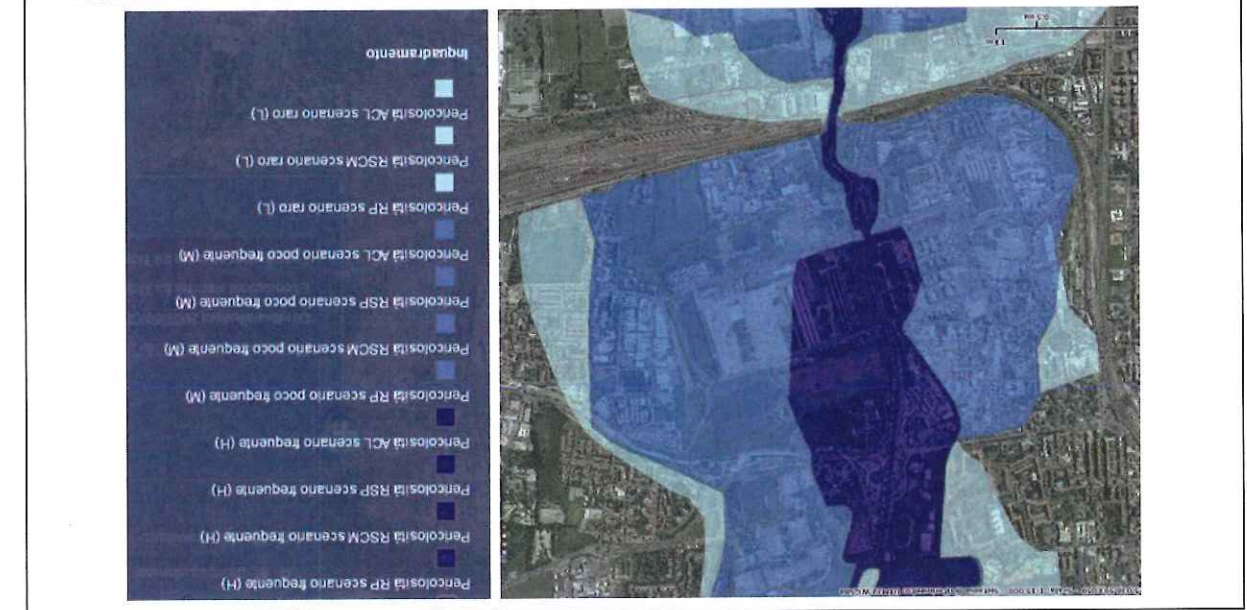 Pericolosità RP scenario frequente (H)
Pericolosità RSCM scenario frequente (H)
Pericolosità RSP scenario frequente (H)
Pericolosità ACL scenario frequente (H)
Pericolosità RP scenario poco frequente (M)
Pericolosità RSCM scenario poco frequente (M)
Pericolosità RSP scenario poco frequente (M)
Pericolosità ACL scenario poco frequente (M)
Pericolosità RP scenario raro (L)
Pericolosità RSCM scenario raro (L)
Pericolosità ACL scenario raro (L)
Inquadramento